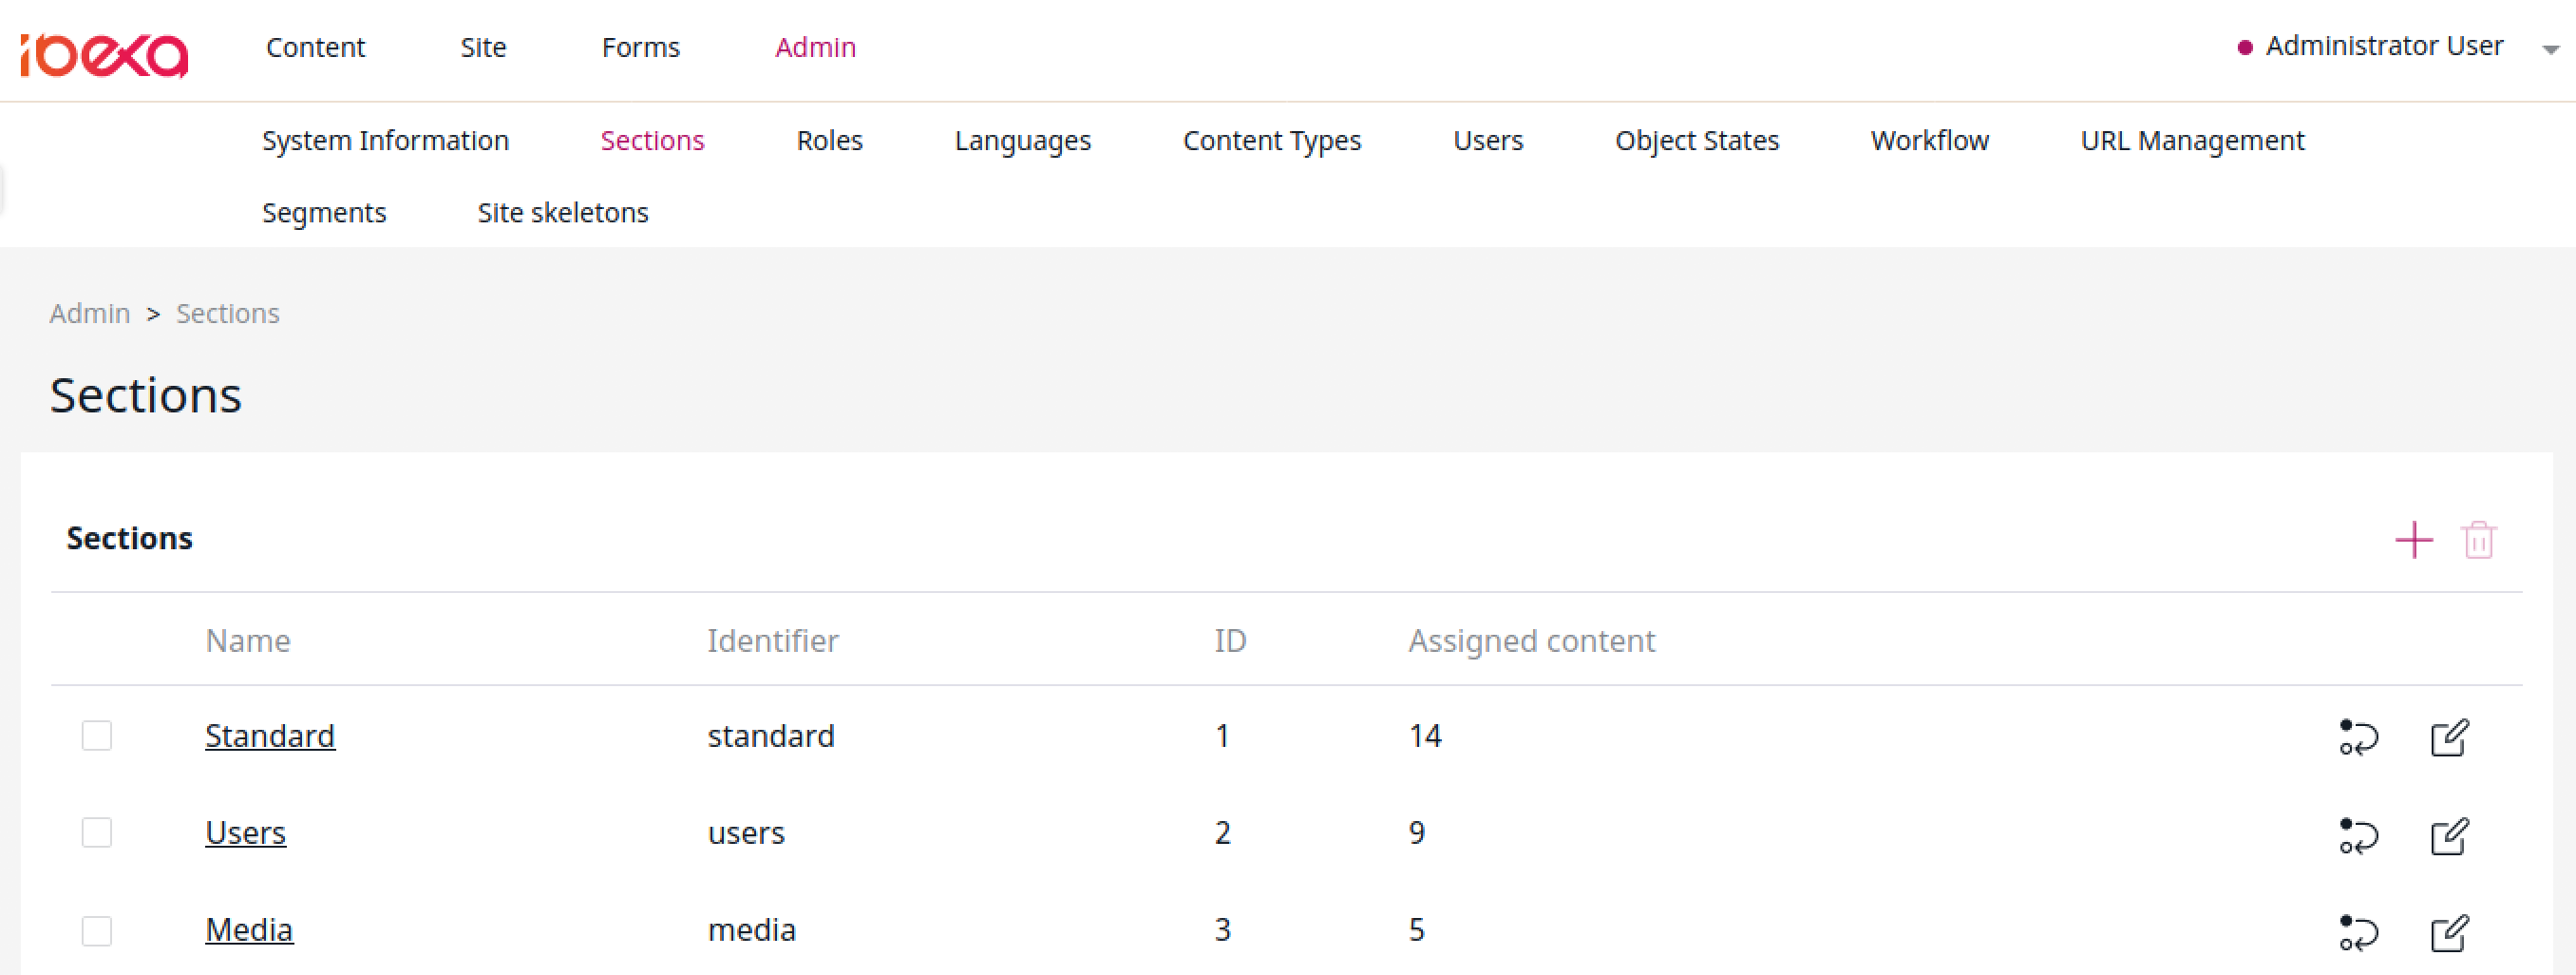 ibexa Content Site Forms Admin Administrator User
System Information Sections Roles Languages Content Types Users Object States Workflow URL Management
Segments Site skeletons
Admin > Sections
Sections
Sections
Name Identifier ID Assigned content
Standard standard 1 14
Users users 2 9
Media media 3 5